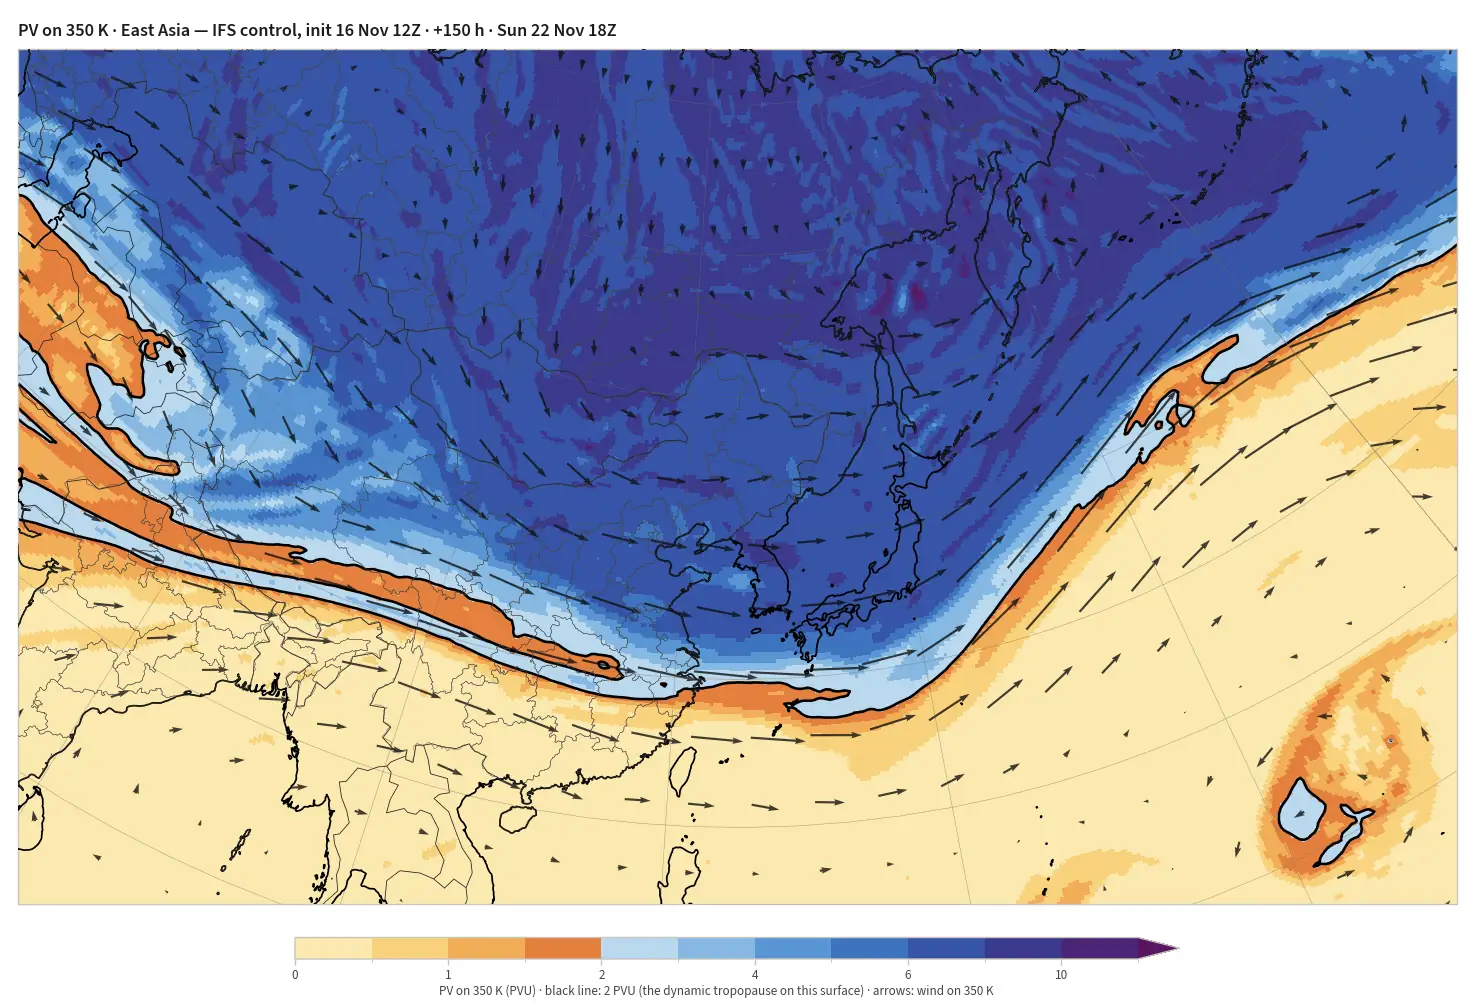 PV on 350 K · East Asia — IFS control, init 16 Nov 12Z · +150 h · Sun 22 Nov 18Z
0 1 2 4 6 10
PV on 350 K (PVU) · black line: 2 PVU (the dynamic tropopause on this surface) · arrows: wind on 350 K